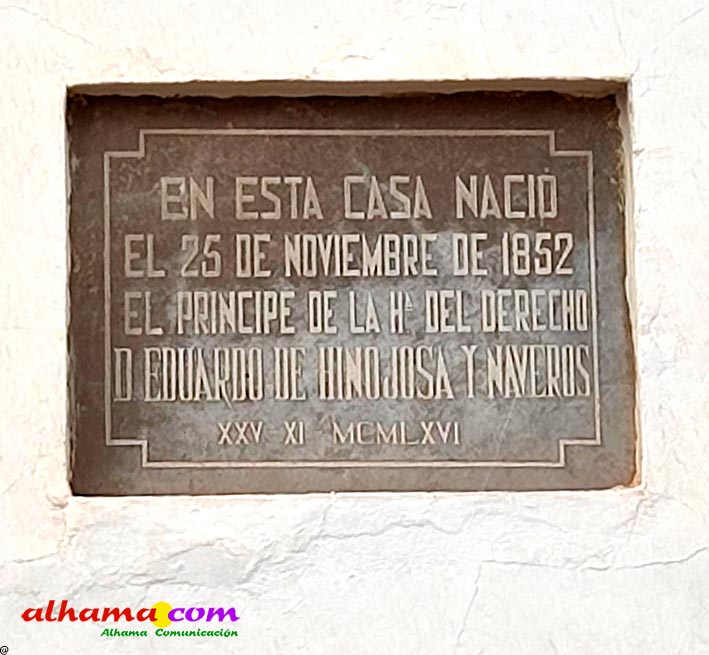 EN ESTA CASA NACIO
EL 25 DE NOVIEMBRE DE 1852
EL PRINCIPE DE LA Hª DEL DERECHO
D EDUARDO DE HINOJOSA Y NAVEROS
XXV - XI - MCMLXVI
alhama.com
Alhama Comunicación
@